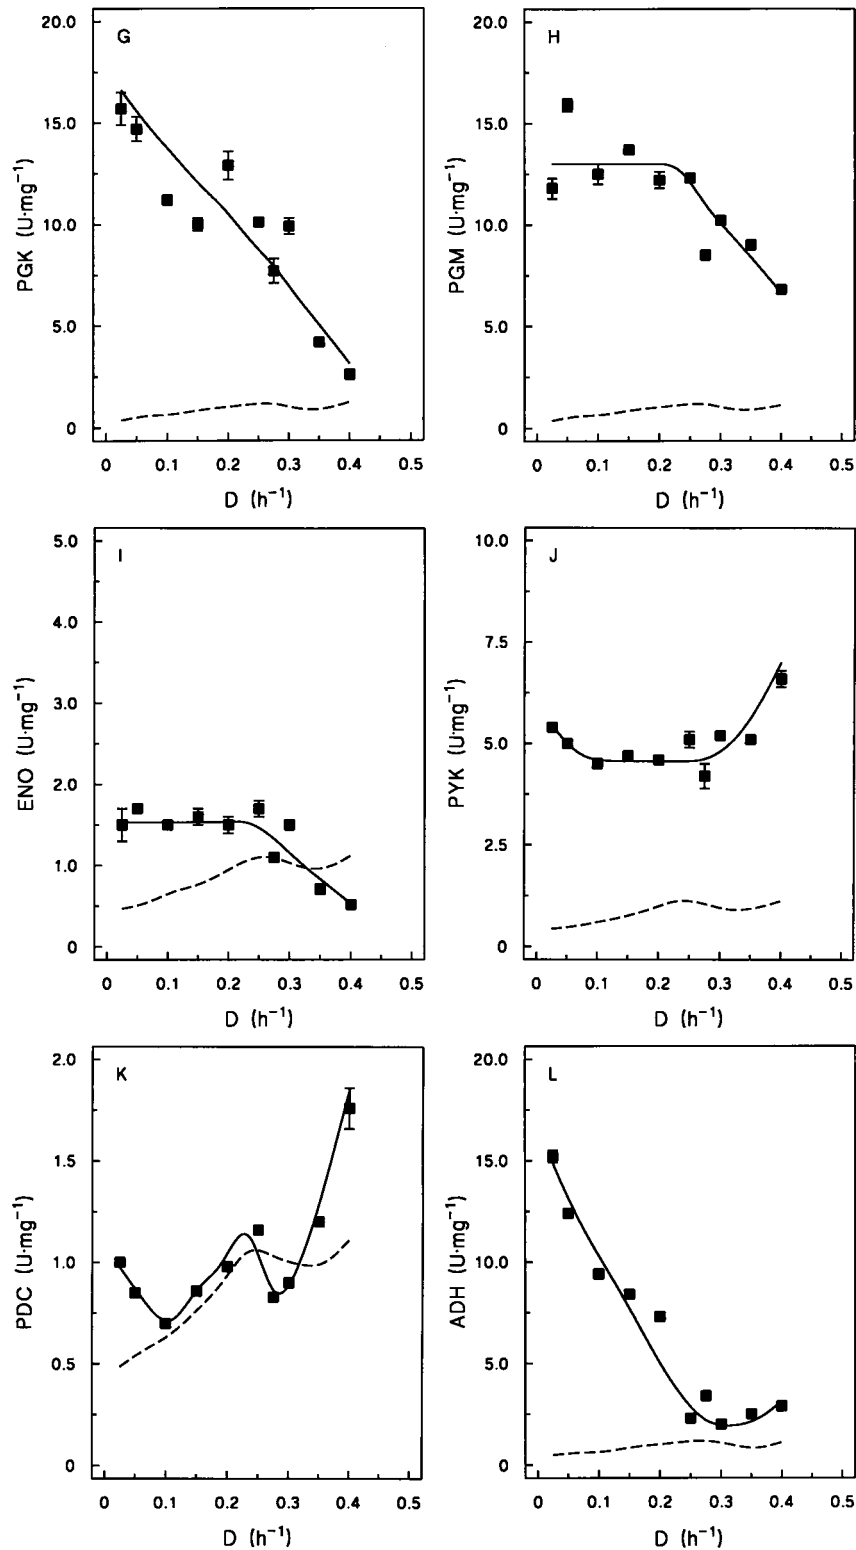 G
20.0
15.0
10.0
5.0
0
PGK (U·mg⁻¹)
0 0.1 0.2 0.3 0.4 0.5
D (h⁻¹)
H
20.0
15.0
10.0
5.0
0
PGM (U·mg⁻¹)
0 0.1 0.2 0.3 0.4 0.5
D (h⁻¹)
I
5.0
4.0
3.0
2.0
1.0
0
ENO (U·mg⁻¹)
0 0.1 0.2 0.3 0.4 0.5
D (h⁻¹)
J
10.0
7.5
5.0
2.5
0
PYK (U·mg⁻¹)
0 0.1 0.2 0.3 0.4 0.5
D (h⁻¹)
K
2.0
1.5
1.0
0.5
0
PDC (U·mg⁻¹)
0 0.1 0.2 0.3 0.4 0.5
D (h⁻¹)
L
20.0
15.0
10.0
5.0
0
ADH (U·mg⁻¹)
0 0.1 0.2 0.3 0.4 0.5
D (h⁻¹)